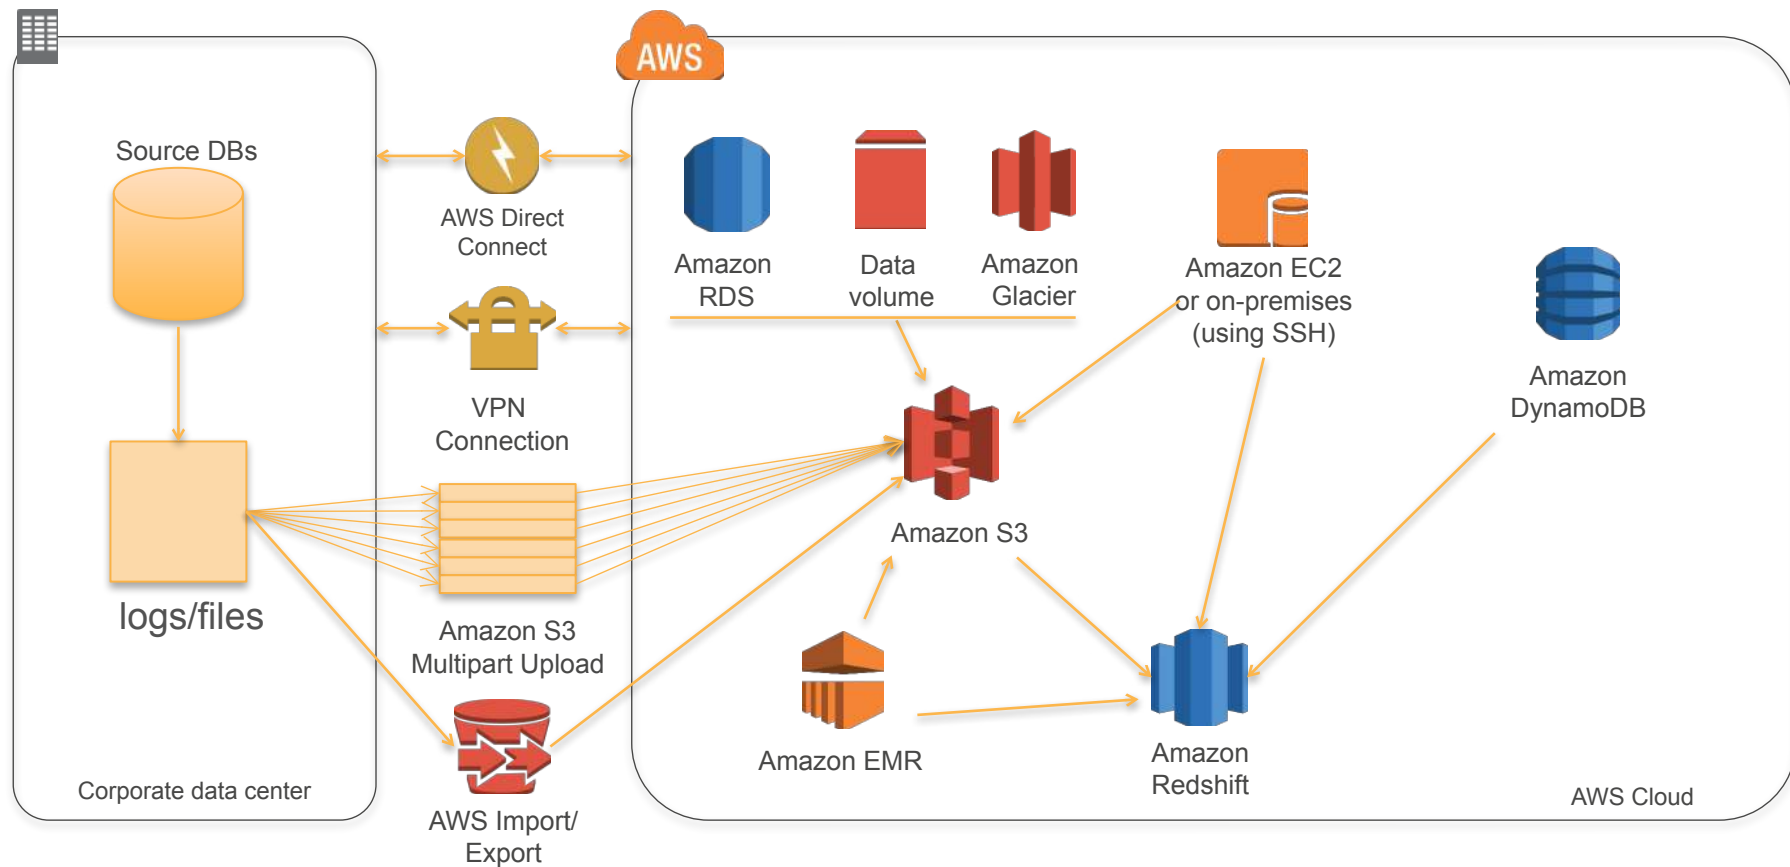 AWS
Source DBs
AWS Direct
Connect
Amazon
RDS
Data
volume
Amazon
Glacier
Amazon EC2
or on-premises
(using SSH)
Amazon
DynamoDB
VPN
Connection
Amazon S3
logs/files
Amazon S3
Multipart Upload
Amazon EMR
Amazon
Redshift
Corporate data center
AWS Import/
Export
AWS Cloud